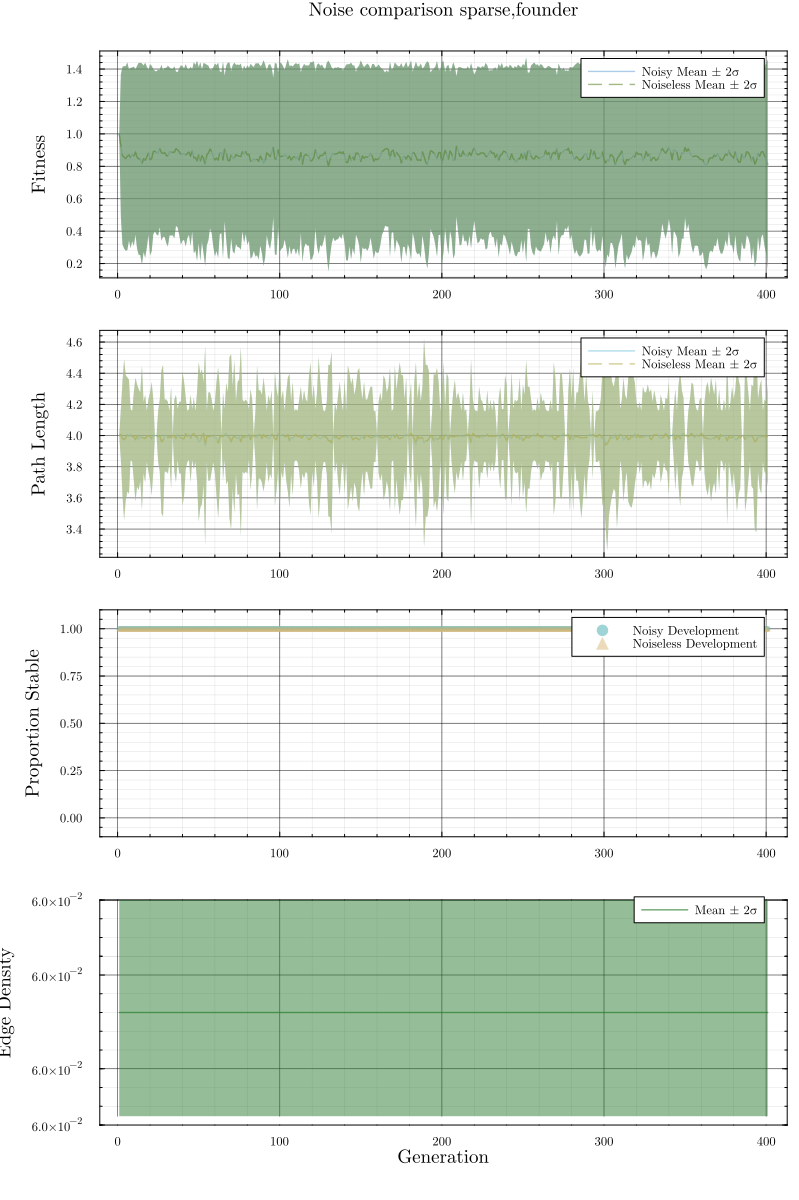 Noise comparison sparse,founder
Fitness
1.4
1.2
1.0
0.8
0.6
0.4
0.2
Noisy Mean ± 2σ
Noiseless Mean ± 2σ
0 100 200 300 400
Path Length
4.6
4.4
4.2
4.0
3.8
3.6
3.4
Noisy Mean ± 2σ
Noiseless Mean ± 2σ
0 100 200 300 400
Proportion Stable
1.00
0.75
0.50
0.25
0.00
Noisy Development
Noiseless Development
0 100 200 300 400
Edge Density
6.0×10⁻²
6.0×10⁻²
6.0×10⁻²
6.0×10⁻²
Mean ± 2σ
0 100 200 300 400
Generation